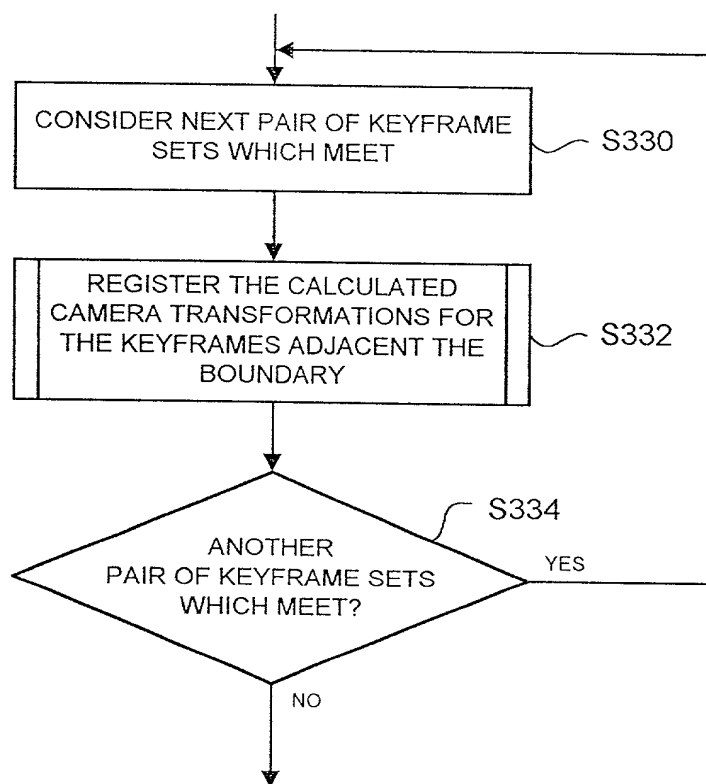 CONSIDER NEXT PAIR OF KEYFRAME
SETS WHICH MEET
S330
REGISTER THE CALCULATED
CAMERA TRANSFORMATIONS FOR
THE KEYFRAMES ADJACENT THE
BOUNDARY
S332
S334
ANOTHER
PAIR OF KEYFRAME SETS
WHICH MEET?
YES
NO